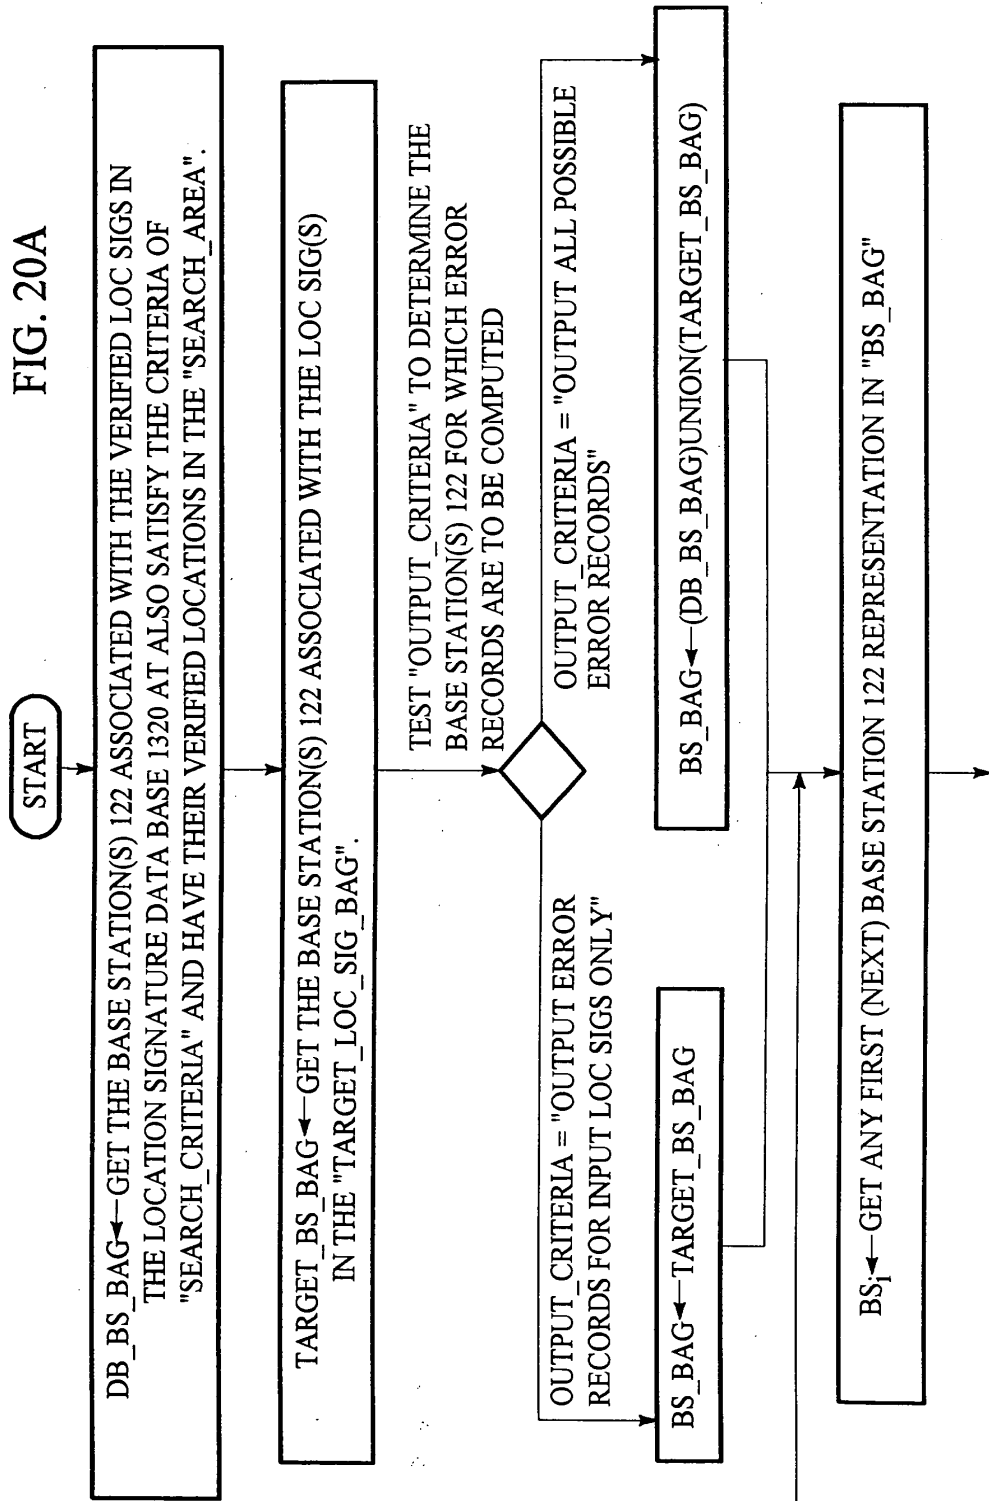 FIG. 20A
START
DB_BS_BAG←GET THE BASE STATION(S) 122 ASSOCIATED WITH THE VERIFIED LOC SIGS IN
THE LOCATION SIGNATURE DATA BASE 1320 AT ALSO SATISFY THE CRITERIA OF
"SEARCH_CRITERIA" AND HAVE THEIR VERIFIED LOCATIONS IN THE "SEARCH_AREA".
TARGET_BS_BAG←GET THE BASE STATION(S) 122 ASSOCIATED WITH THE LOC SIG(S)
IN THE "TARGET_LOC_SIG_BAG".
TEST "OUTPUT_CRITERIA" TO DETERMINE THE
BASE STATION(S) 122 FOR WHICH ERROR
RECORDS ARE TO BE COMPUTED
OUTPUT_CRITERIA = "OUTPUT ERROR
RECORDS FOR INPUT LOC SIGS ONLY"
OUTPUT_CRITERIA = "OUTPUT ALL POSSIBLE
ERROR RECORDS"
BS_BAG←TARGET_BS_BAG
BS_BAG←(DB_BS_BAG)UNION(TARGET_BS_BAG)
BSi←GET ANY FIRST (NEXT) BASE STATION 122 REPRESENTATION IN "BS_BAG"